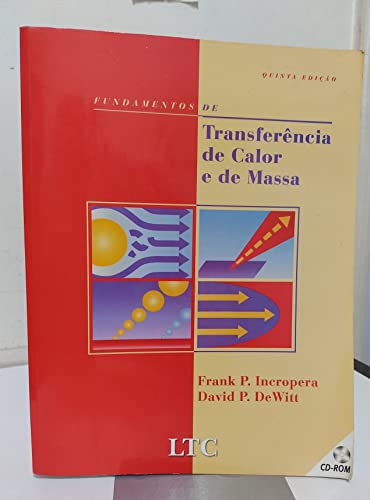 QUINTA EDIÇÃO
FUNDAMENTOS DE
Transferência
de Calor
e de Massa
Frank P. Incropera
David P. DeWitt
LTC
CD-ROM